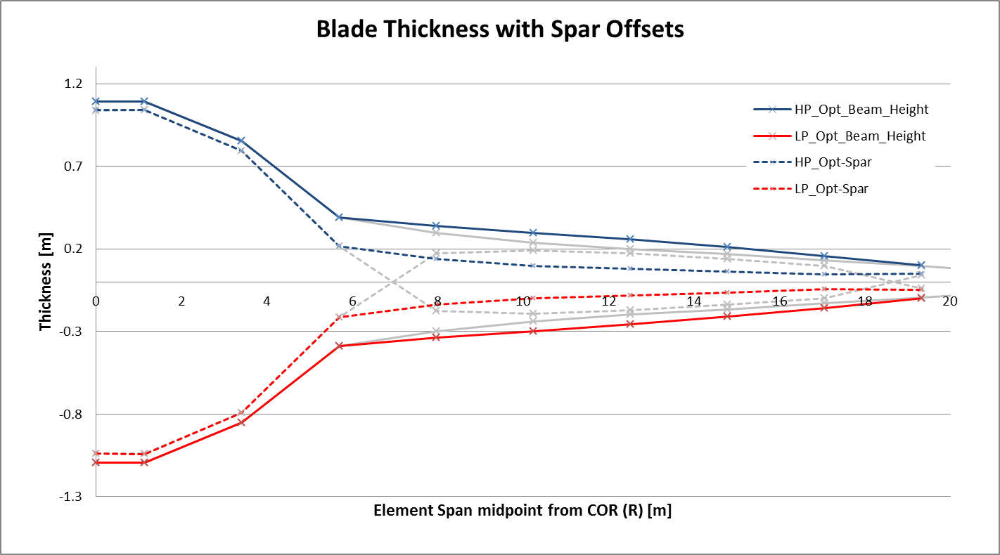 Blade Thickness with Spar Offsets
1.2
0.7
0.2
-0.3
-0.8
-1.3
Thickness [m]
0 2 4 6 8 10 12 14 16 18 20
Element Span midpoint from COR (R) [m]
HP_Opt_Beam_Height
LP_Opt_Beam_Height
HP_Opt-Spar
LP_Opt-Spar